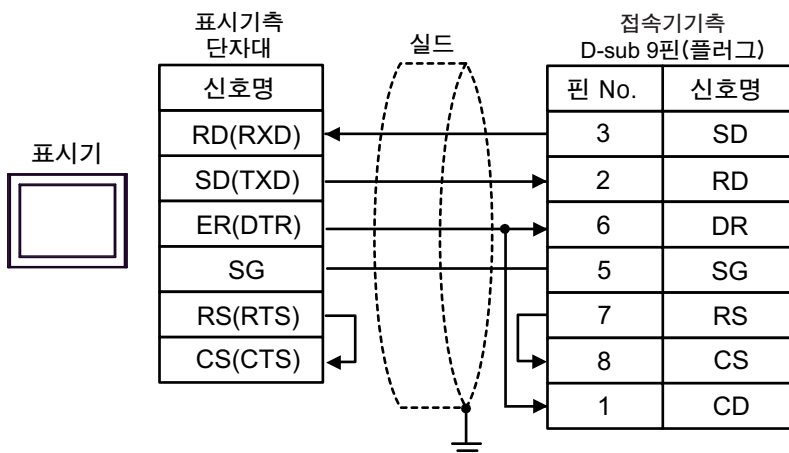 표시기측
단자대
실드
접속기기측
D-sub 9핀(플러그)
표시기
신호명
RD(RXD)
SD(TXD)
ER(DTR)
SG
RS(RTS)
CS(CTS)
핀 No. 신호명
3 SD
2 RD
6 DR
5 SG
7 RS
8 CS
1 CD